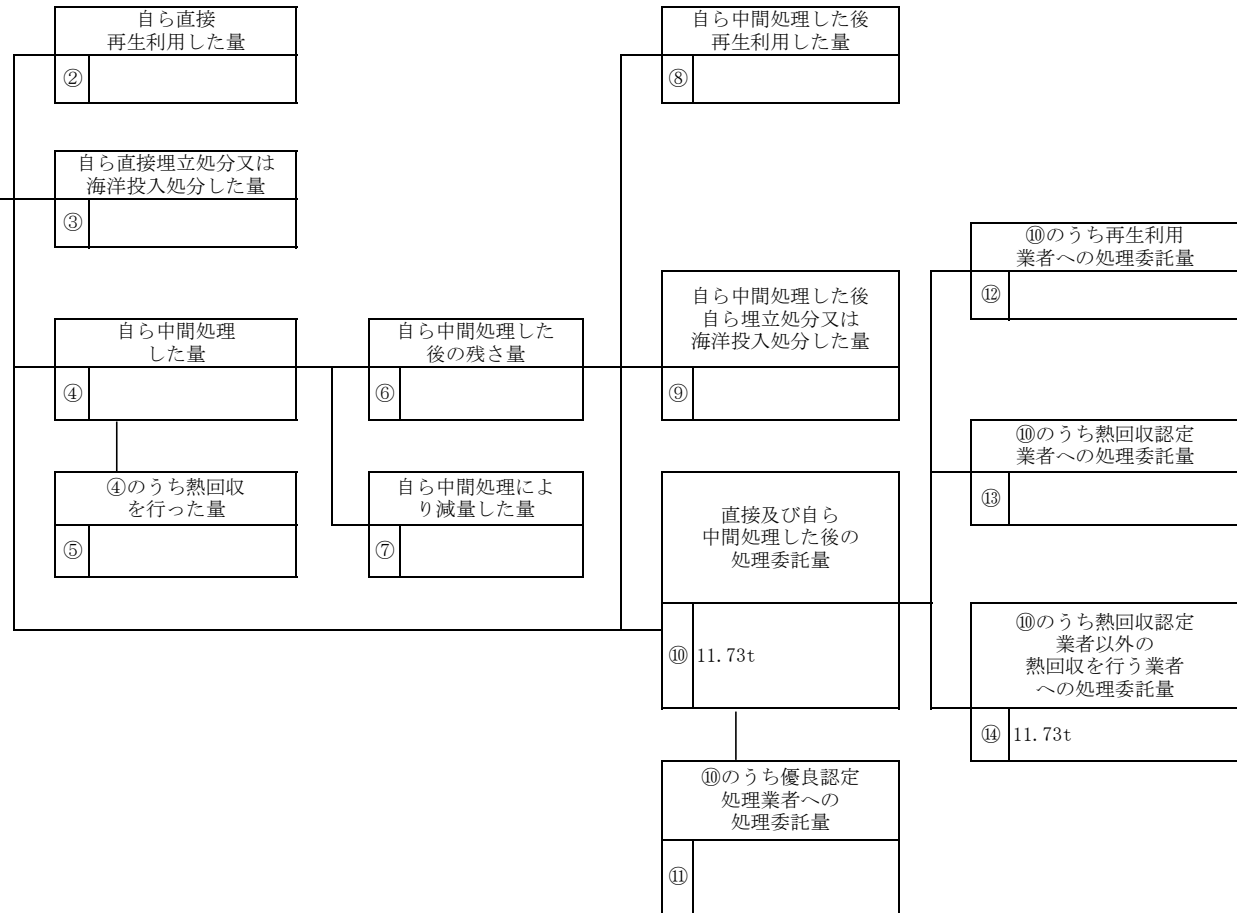 自ら直接
再生利用した量
②
自ら中間処理した後
再生利用した量
⑧
自ら直接埋立処分又は
海洋投入処分した量
③
⑩のうち再生利用
業者への処理委託量
⑫
自ら中間処理
した量
④
自ら中間処理した
後の残さ量
⑥
自ら中間処理した後
自ら埋立処分又は
海洋投入処分した量
⑨
⑩のうち熱回収認定
業者への処理委託量
⑬
④のうち熱回収
を行った量
⑤
自ら中間処理によ
り減量した量
⑦
直接及び自ら
中間処理した後の
処理委託量
⑩ 11.73t
⑩のうち熱回収認定
業者以外の
熱回収を行う業者
への処理委託量
⑭ 11.73t
⑩のうち優良認定
処理業者への
処理委託量
⑪